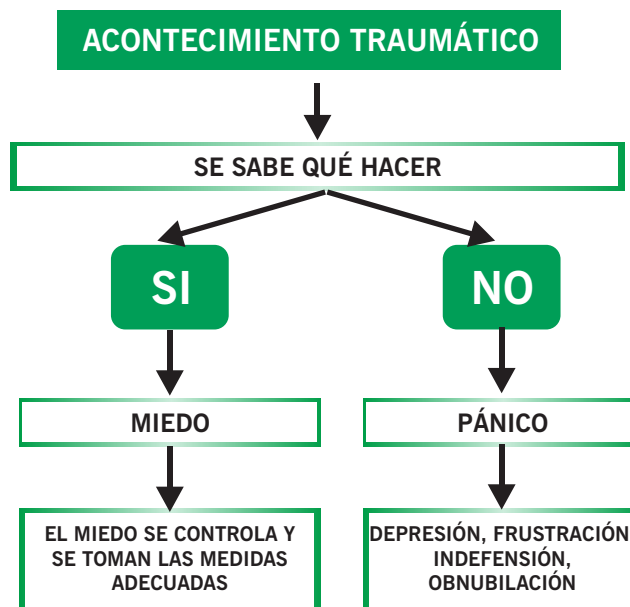 ACONTECIMIENTO TRAUMÁTICO
SE SABE QUÉ HACER
SI
NO
MIEDO
PÁNICO
EL MIEDO SE CONTROLA Y
SE TOMAN LAS MEDIDAS
ADECUADAS
DEPRESIÓN, FRUSTRACIÓN
INDEFENSIÓN,
OBNUBILACIÓN